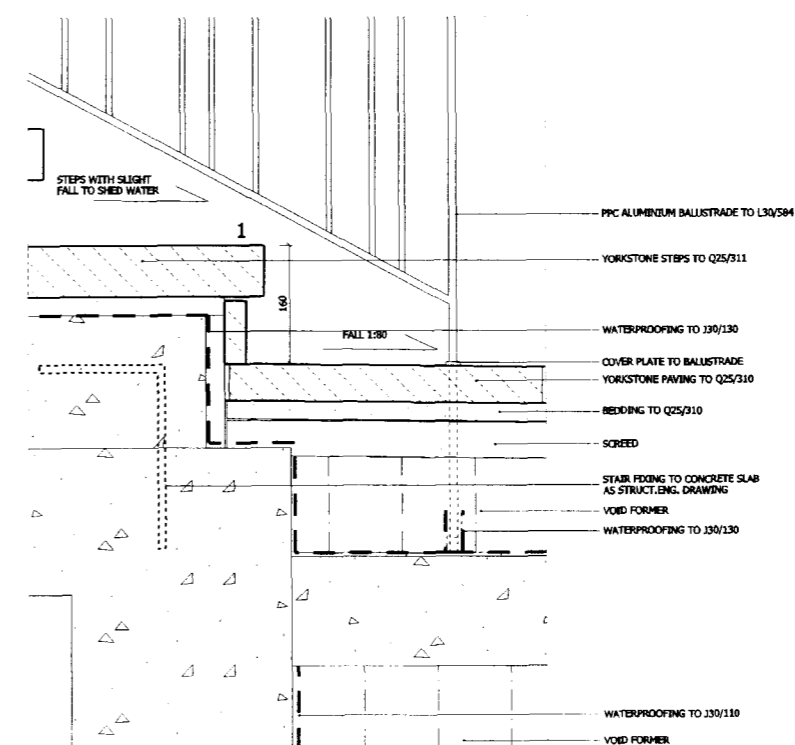 STEPS WITH SLIGHT
FALL TO SHED WATER
1
160
FALL 1:80
PPC ALUMINIUM BALUSTRADE TO L30/584
YORKSTONE STEPS TO Q25/311
WATERPROOFING TO J30/130
COVER PLATE TO BALUSTRADE
YORKSTONE PAVING TO Q25/310
BEDDING TO Q25/310
SCREED
STAIR FIXING TO CONCRETE SLAB
AS STRUCT.ENG. DRAWING
VOID FORMER
WATERPROOFING TO J30/130
WATERPROOFING TO J30/110
VOID FORMER